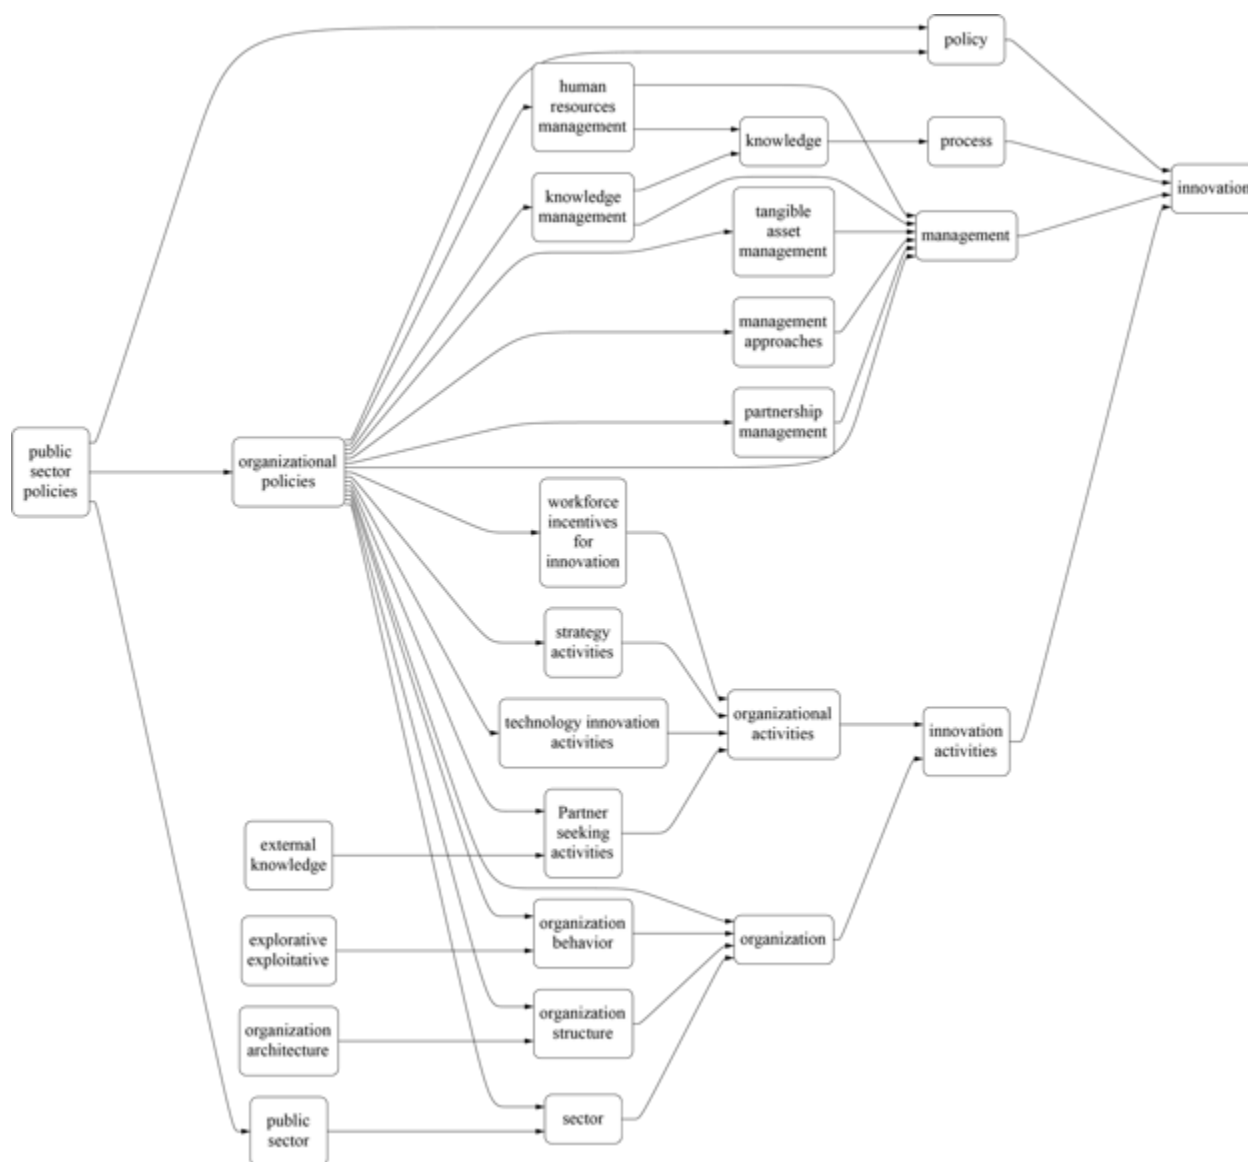 policy
human
resources
management
knowledge
process
innovation
knowledge
management
tangible
asset
management
management
management
approaches
partnership
management
public
sector
policies
organizational
policies
workforce
incentives
for
innovation
strategy
activities
technology innovation
activities
organizational
activities
innovation
activities
Partner
seeking
activities
external
knowledge
organization
behavior
organization
explorative
exploitative
organization
structure
organization
architecture
sector
public
sector